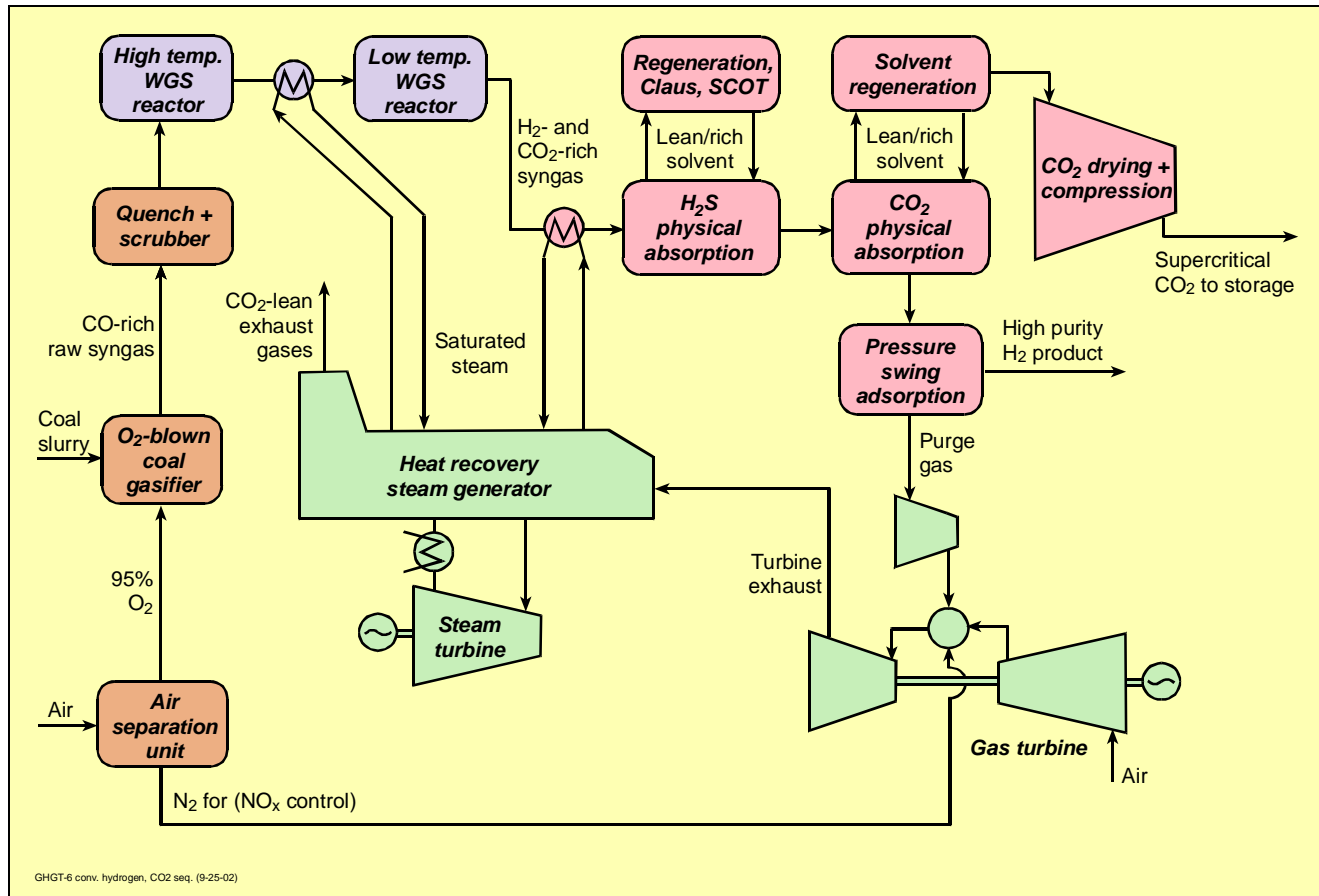 High temp.
WGS
reactor
Low temp.
WGS
reactor
Regeneration,
Claus, SCOT
Solvent
regeneration
H₂- and
CO₂-rich
syngas
Lean/rich
solvent
Lean/rich
solvent
CO₂ drying +
compression
Quench +
scrubber
H₂S
physical
absorption
CO₂
physical
absorption
Supercritical
CO₂ to storage
CO-rich
raw syngas
CO₂-lean
exhaust
gases
Saturated
steam
Pressure
swing
adsorption
High purity
H₂ product
Coal
slurry
O₂-blown
coal
gasifier
Heat recovery
steam generator
Purge
gas
95%
O₂
Turbine
exhaust
Steam
turbine
Air
Air
separation
unit
Gas turbine
Air
N₂ for (NOₓ control)
GHGT-6 conv. hydrogen, CO2 seq. (9-25-02)